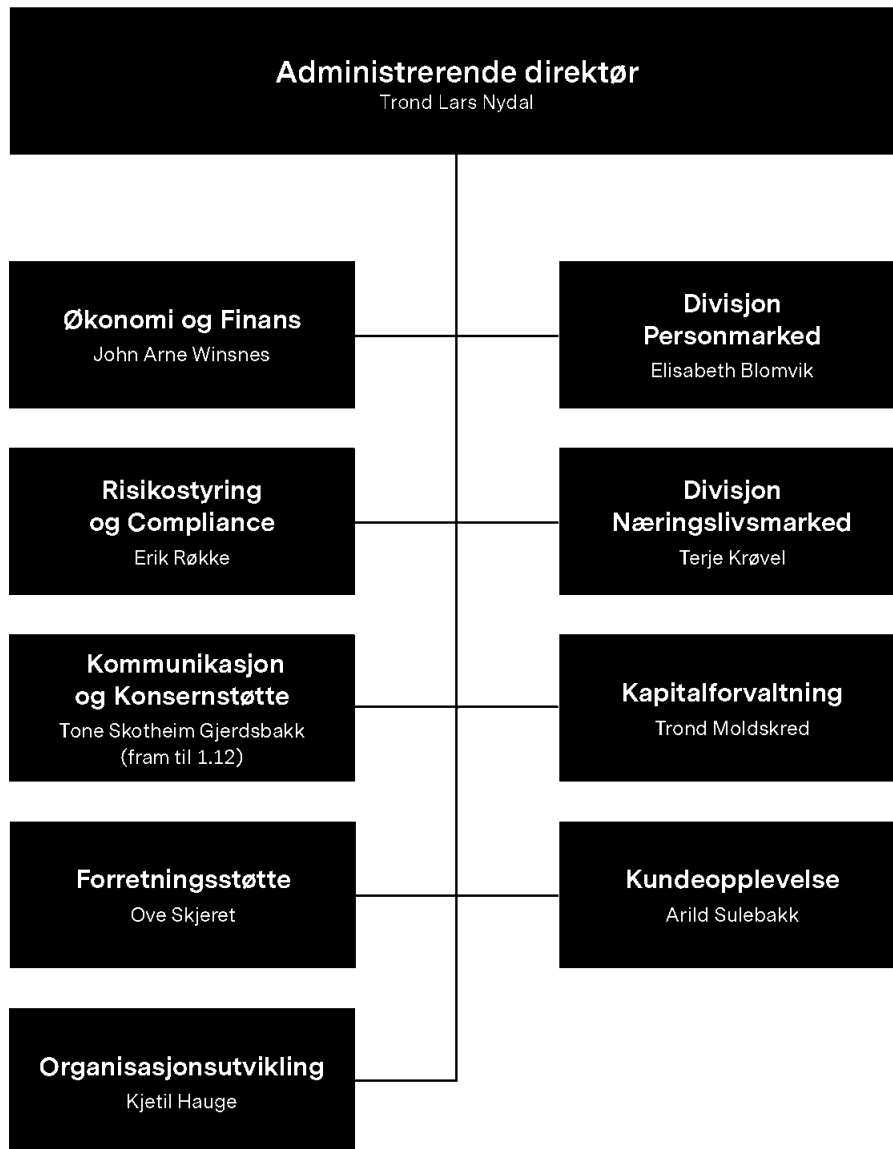 Administrerende direktør
Trond Lars Nydal
Økonomi og Finans
John Arne Winsnes
Divisjon
Personmarked
Elisabeth Blomvik
Risikostyring
og Compliance
Erik Røkke
Divisjon
Næringslivsmarked
Terje Krøvel
Kommunikasjon
og Konsernstøtte
Tone Skotheim Gjerdsbakk
(fram til 1.12)
Kapitalforvaltning
Trond Moldskred
Forretningsstøtte
Ove Skjeret
Kundeopplevelse
Arild Sulebakk
Organisasjonsutvikling
Kjetil Hauge